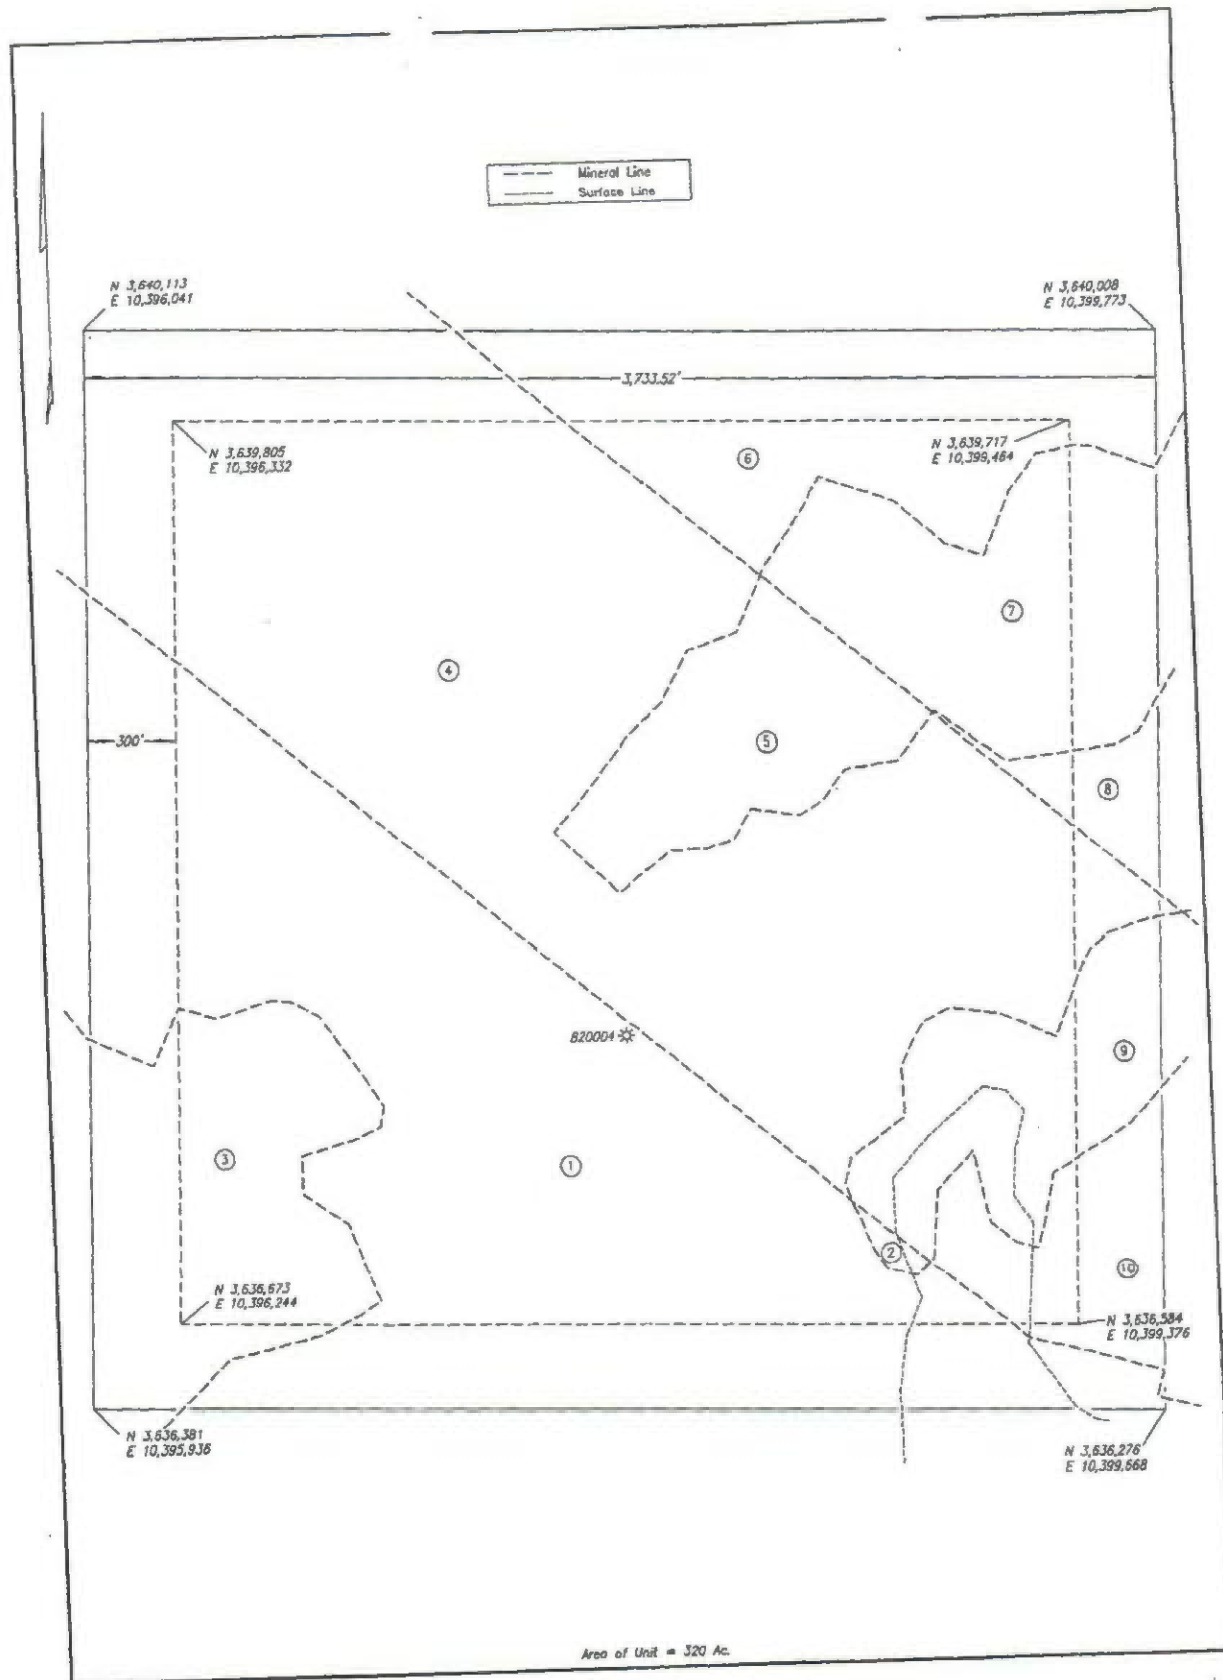 Mineral Line
Surface Line
N 3,640,113
E 10,396,041
N 3,640,008
E 10,399,773
3,733.52'
N 3,639,805
E 10,396,332
N 3,639,717
E 10,399,464
6
7
4
5
300'
8
820004
9
3
1
2
10
N 3,636,673
E 10,396,244
N 3,636,584
E 10,399,376
N 3,636,381
E 10,395,936
N 3,636,276
E 10,399,668
Area of Unit = 320 Ac.